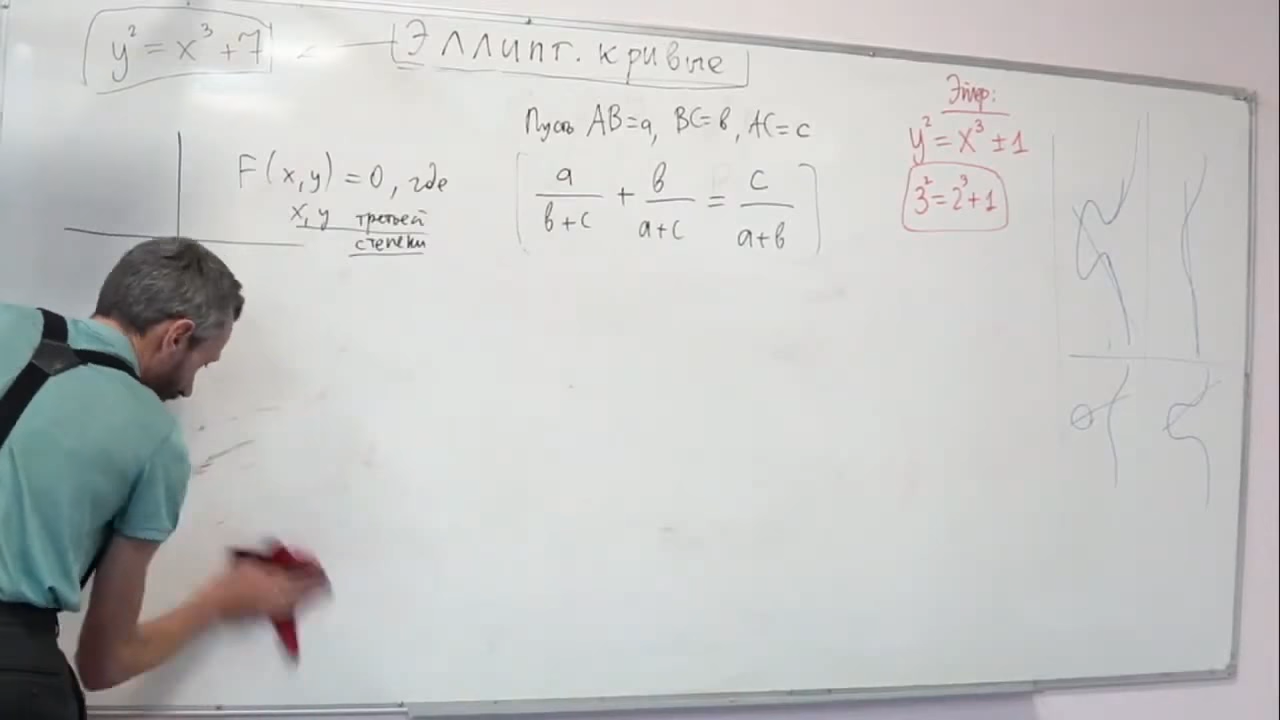 y² = x³ + 7
Эллипт. кривые
Пусть AB=a, BC=в, AC=c
F(x,y) = 0, где
x, y третьей
степени
a/(в+c) + в/(a+c) = c/(a+в)
Эйлер:
y² = x³ ± 1
3² = 2³ + 1